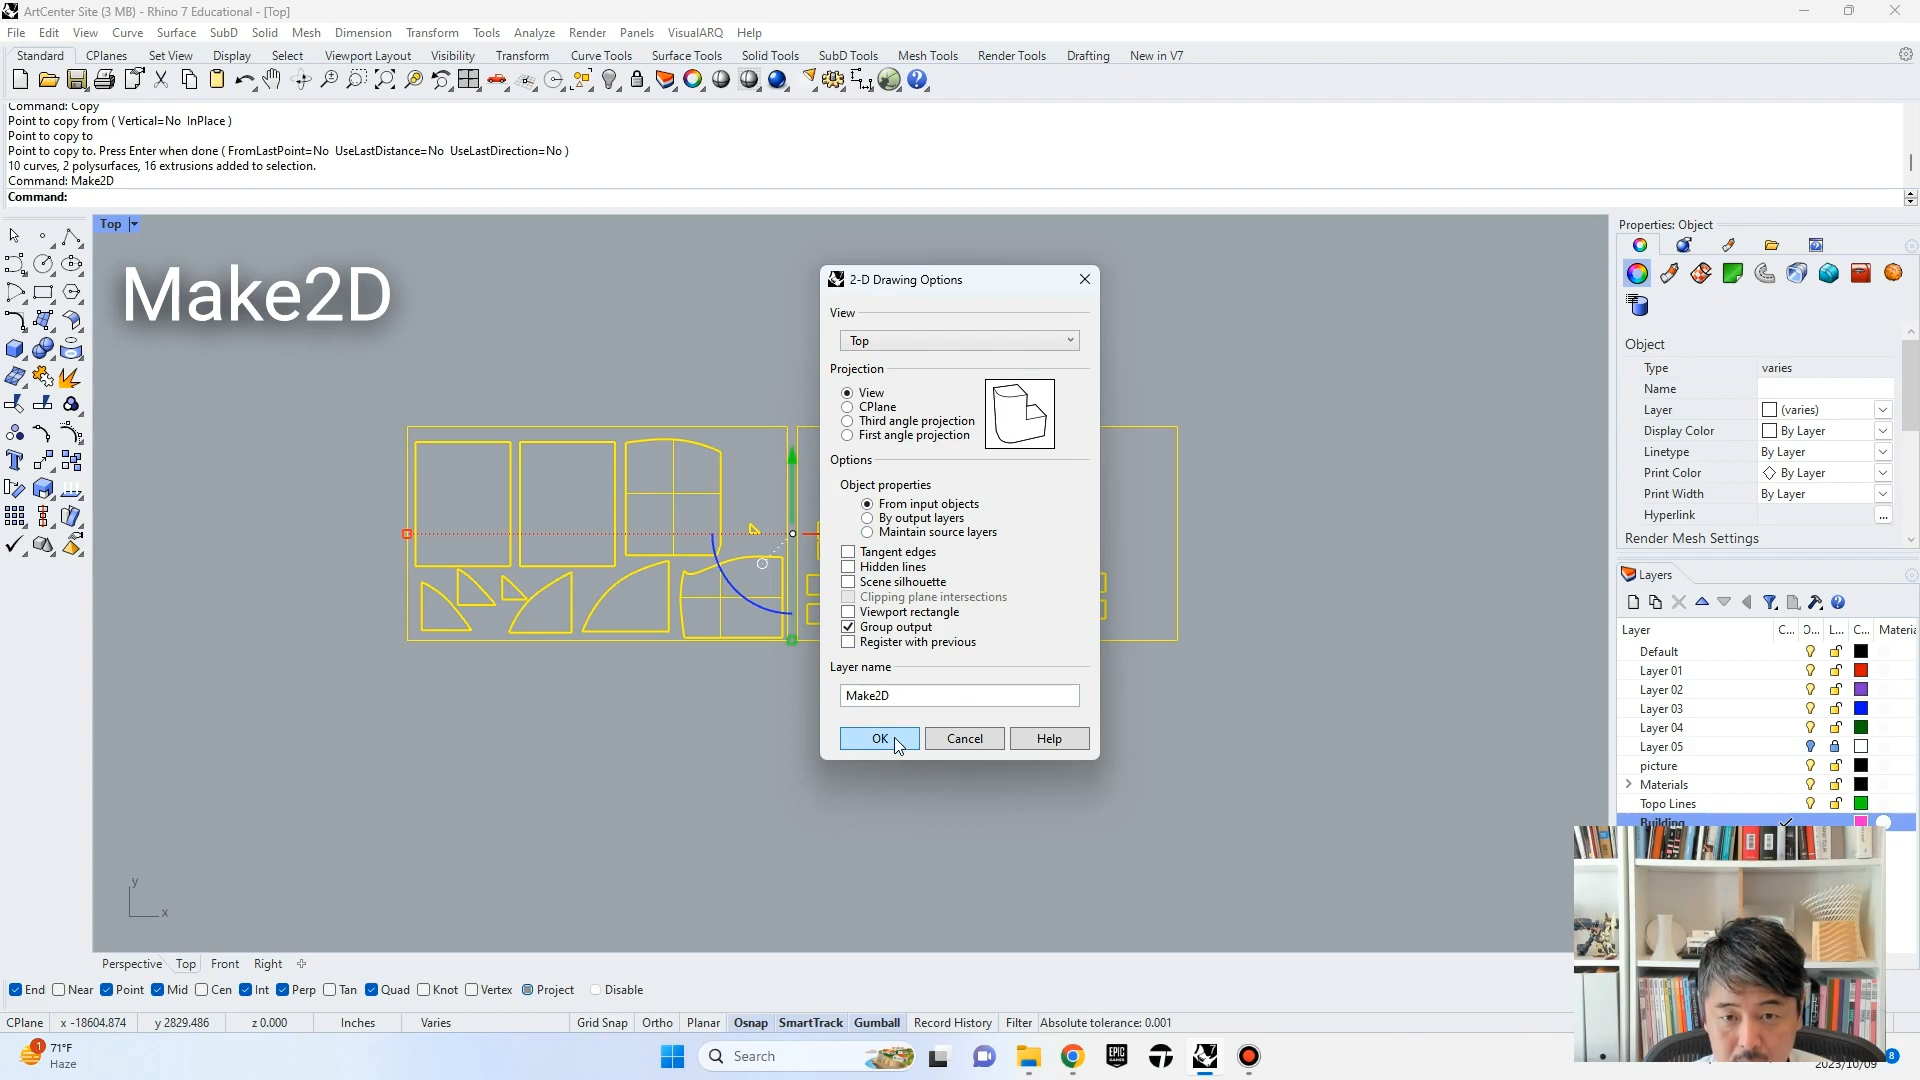 ArtCenter Site (3 MB) - Rhino 7 Educational - [Top]
File Edit View Curve Surface SubD Solid Mesh Dimension Transform Tools Analyze Render Panels VisualARQ Help
Standard CPlanes Set View Display Select Viewport Layout Visibility Transform Curve Tools Surface Tools Solid Tools SubD Tools Mesh Tools Render Tools Drafting New in V7
Command: Copy
Point to copy from ( Vertical=No InPlace )
Point to copy to
Point to copy to. Press Enter when done ( FromLastPoint=No UseLastDistance=No UseLastDirection=No )
10 curves, 2 polysurfaces, 16 extrusions added to selection.
Command: Make2D
Command:
Top
Make2D
2-D Drawing Options
View
Top
Projection
View
CPlane
Third angle projection
First angle projection
Options
Object properties
From input objects
By output layers
Maintain source layers
Tangent edges
Hidden lines
Scene silhouette
Clipping plane intersections
Viewport rectangle
Group output
Register with previous
Layer name
Make2D
OK Cancel Help
y
x
Properties: Object
Object
Type varies
Name
Layer (varies)
Display Color By Layer
Linetype By Layer
Print Color By Layer
Print Width By Layer
Hyperlink ...
Render Mesh Settings
Layers
Layer C... O... L... C... Materia
Default
Layer 01
Layer 02
Layer 03
Layer 04
Layer 05
picture
Materials
Topo Lines
Building
Perspective Top Front Right
End Near Point Mid Cen Int Perp Tan Quad Knot Vertex Project Disable
CPlane x -18604.874 y 2829.486 z 0.000 Inches Varies Grid Snap Ortho Planar Osnap SmartTrack Gumball Record History Filter Absolute tolerance: 0.001
1
71°F
Haze
Search
EPIC
GAMES
7
2023/10/09
8